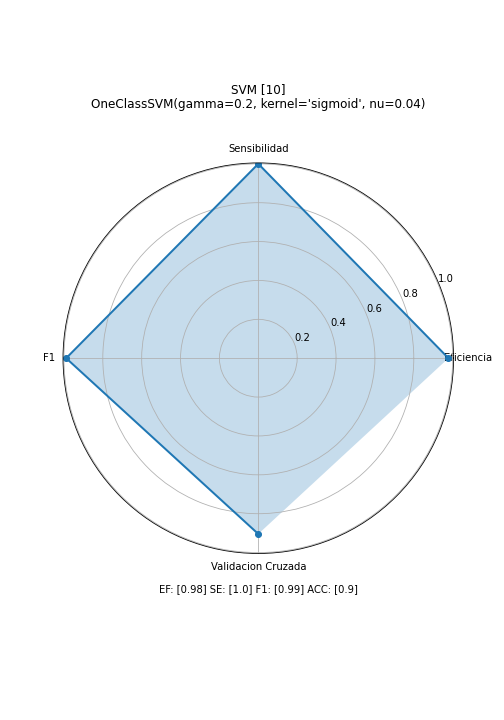 SVM [10]
OneClassSVM(gamma=0.2, kernel='sigmoid', nu=0.04)
Sensibilidad
1.0
0.8
0.6
0.4
0.2
F1
Eficiencia
Validacion Cruzada
EF: [0.98] SE: [1.0] F1: [0.99] ACC: [0.9]